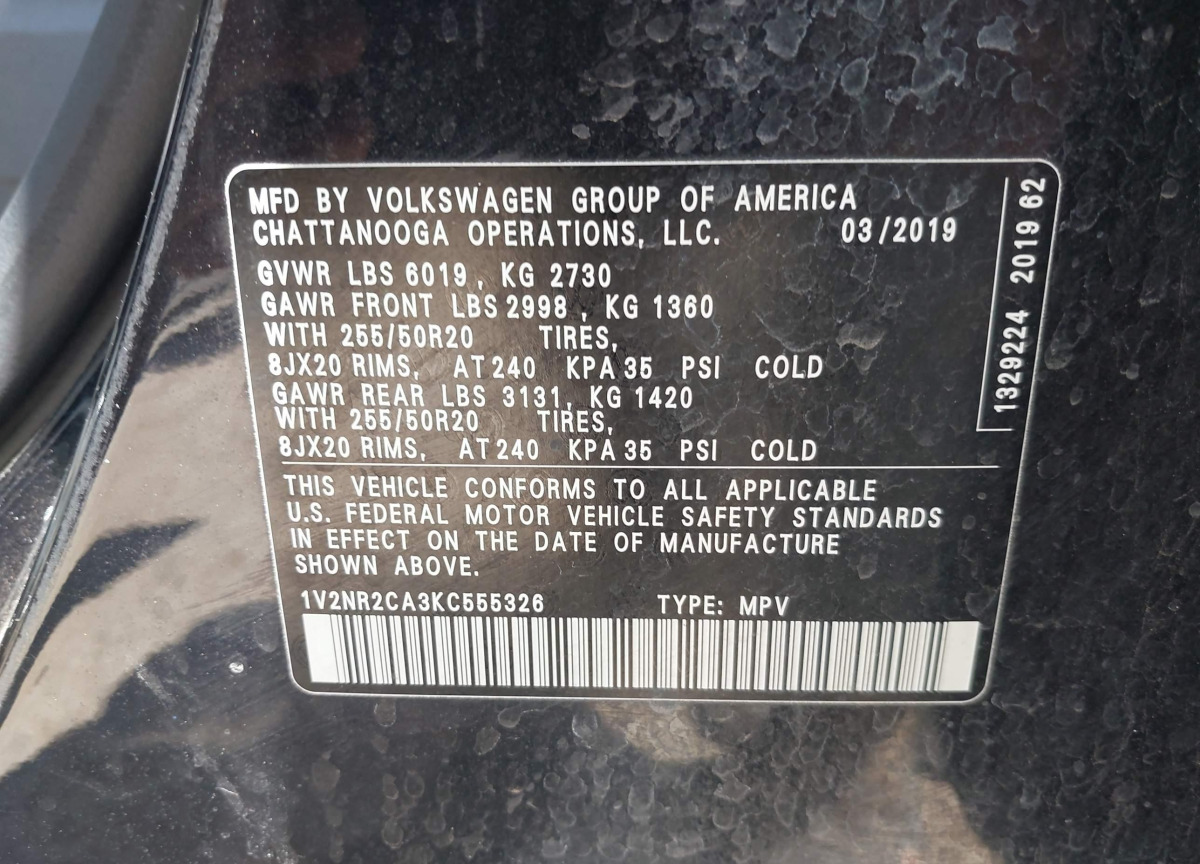 MFD BY VOLKSWAGEN GROUP OF AMERICA
CHATTANOOGA OPERATIONS, LLC. 03/2019
GVWR LBS 6019, KG 2730
GAWR FRONT LBS 2998, KG 1360
WITH 255/50R20 TIRES,
8JX20 RIMS, AT 240 KPA 35 PSI COLD
GAWR REAR LBS 3131, KG 1420
WITH 255/50R20 TIRES,
8JX20 RIMS, AT 240 KPA 35 PSI COLD
THIS VEHICLE CONFORMS TO ALL APPLICABLE
U.S. FEDERAL MOTOR VEHICLE SAFETY STANDARDS
IN EFFECT ON THE DATE OF MANUFACTURE
SHOWN ABOVE.
1V2NR2CA3KC555326 TYPE: MPV
1329224 2019 62